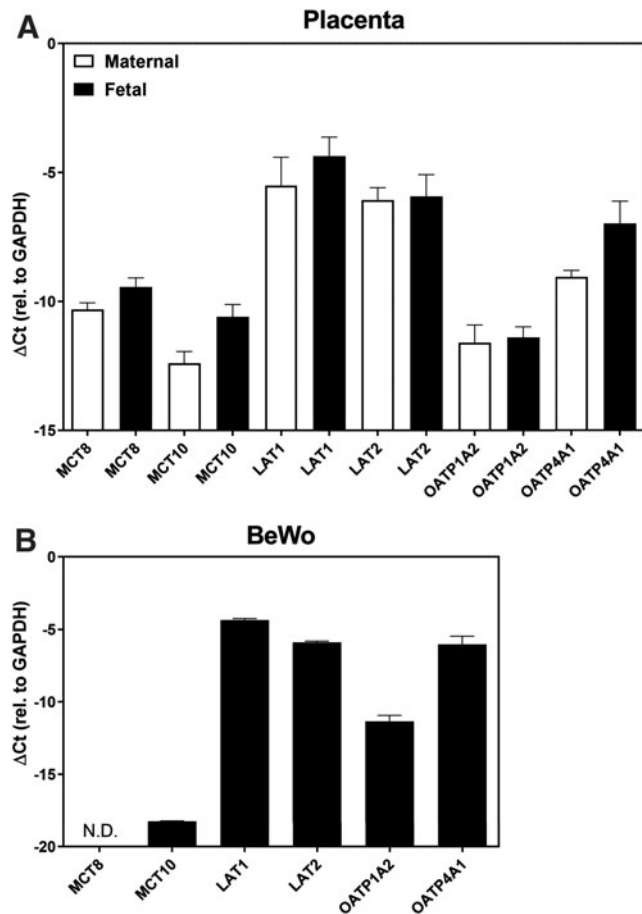 A
Placenta
0
-5
-10
-15
ΔCt (rel. to GAPDH)
Maternal
Fetal
MCT8
MCT8
MCT10
MCT10
LAT1
LAT1
LAT2
LAT2
OATP1A2
OATP1A2
OATP4A1
OATP4A1
B
BeWo
0
-5
-10
-15
-20
ΔCt (rel. to GAPDH)
N.D.
MCT8
MCT10
LAT1
LAT2
OATP1A2
OATP4A1